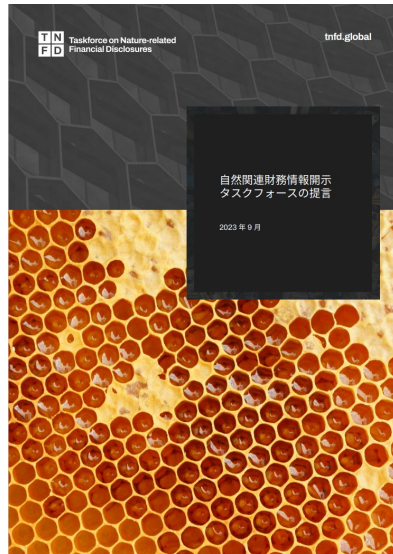 TNFD
Taskforce on Nature-related
Financial Disclosures
tnfd.global
自然関連財務情報開示
タスクフォースの提言
2023 年 9 月